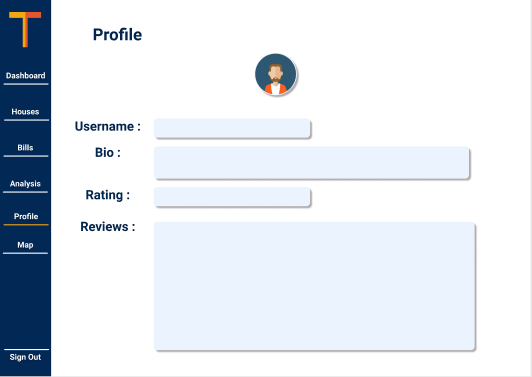 T
Profile
Dashboard
Houses
Bills
Analysis
Profile
Map
Sign Out
Username :
Bio :
Rating :
Reviews :